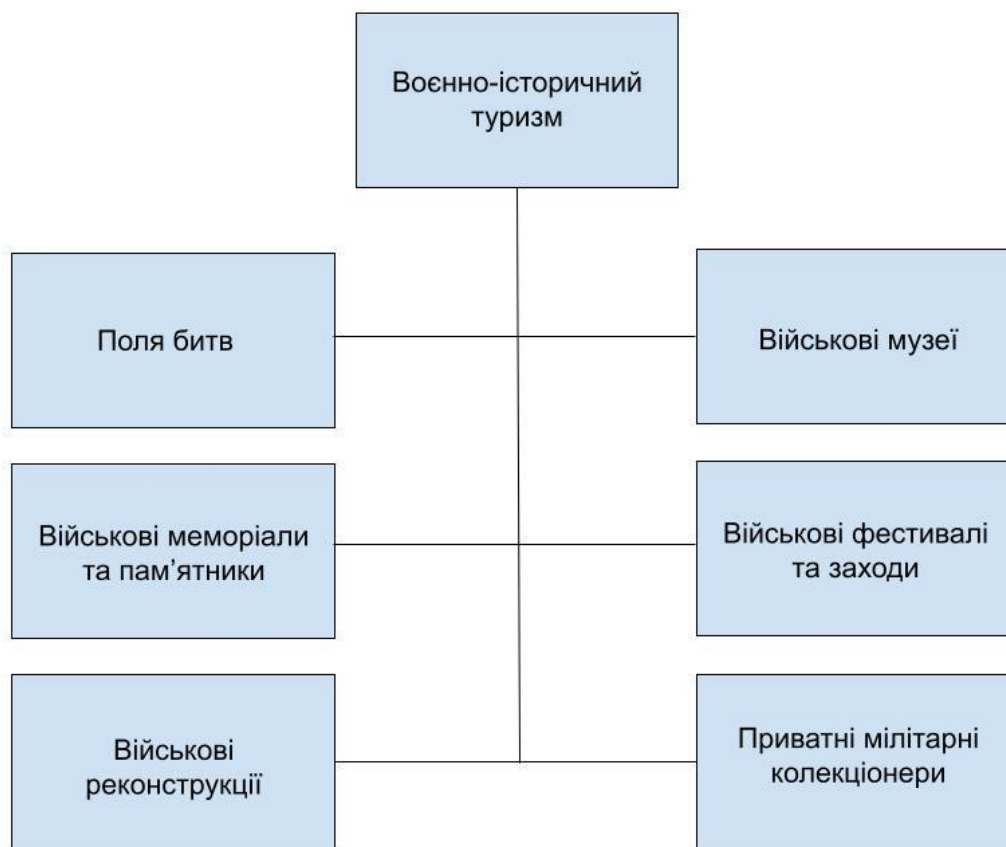 Воєнно-історичний
туризм
Поля битв
Військові музеї
Військові меморіали
та пам’ятники
Військові фестивалі
та заходи
Військові
реконструкції
Приватні мілітарні
колекціонери